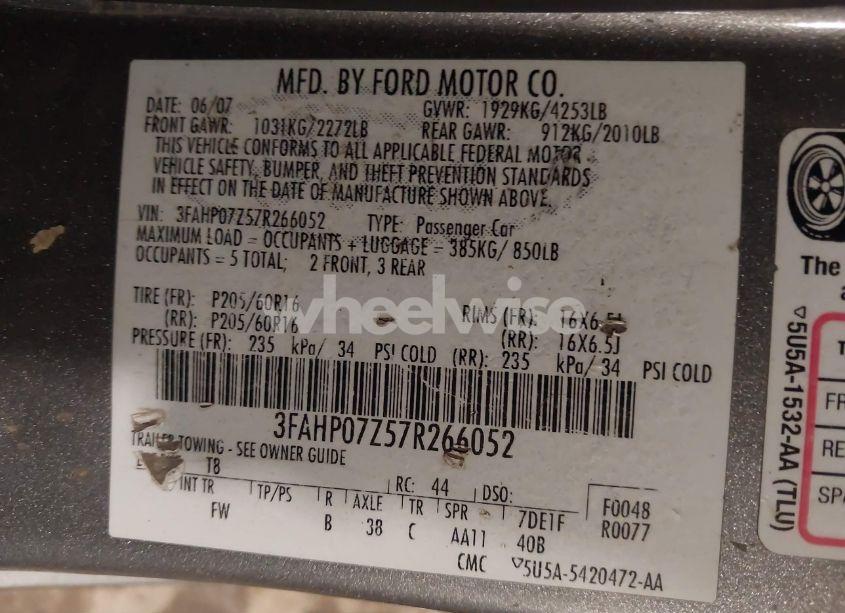 MFD. BY FORD MOTOR CO.
DATE: 06/07 GVWR: 1929KG/4253LB
FRONT GAWR: 1031KG/2272LB REAR GAWR: 912KG/2010LB
THIS VEHICLE CONFORMS TO ALL APPLICABLE FEDERAL MOTOR
VEHICLE SAFETY, BUMPER, AND THEFT PREVENTION STANDARDS
IN EFFECT ON THE DATE OF MANUFACTURE SHOWN ABOVE.
VIN: 3FAHP07Z57R266052 TYPE: Passenger Car
MAXIMUM LOAD = OCCUPANTS + LUGGAGE = 385KG/ 850LB
OCCUPANTS = 5 TOTAL; 2 FRONT, 3 REAR
TIRE (FR): P205/60R16 RIMS (FR): 16X6.5J
(RR): P205/60R16 (RR): 16X6.5J
PRESSURE (FR): 235 kPa/ 34 PSI COLD (RR): 235 kPa/ 34 PSI COLD
3FAHP07Z57R266052
TRAILER TOWING - SEE OWNER GUIDE
T8 RC: 44 DSO: F0048
INT TR TP/PS R AXLE TR SPR 7DE1F R0077
FW B 38 C AA11 40B
CMC ▽5U5A-5420472-AA
wheelwise
The
▽5U5A-1532-AA (TLU)
FR
RE
SP